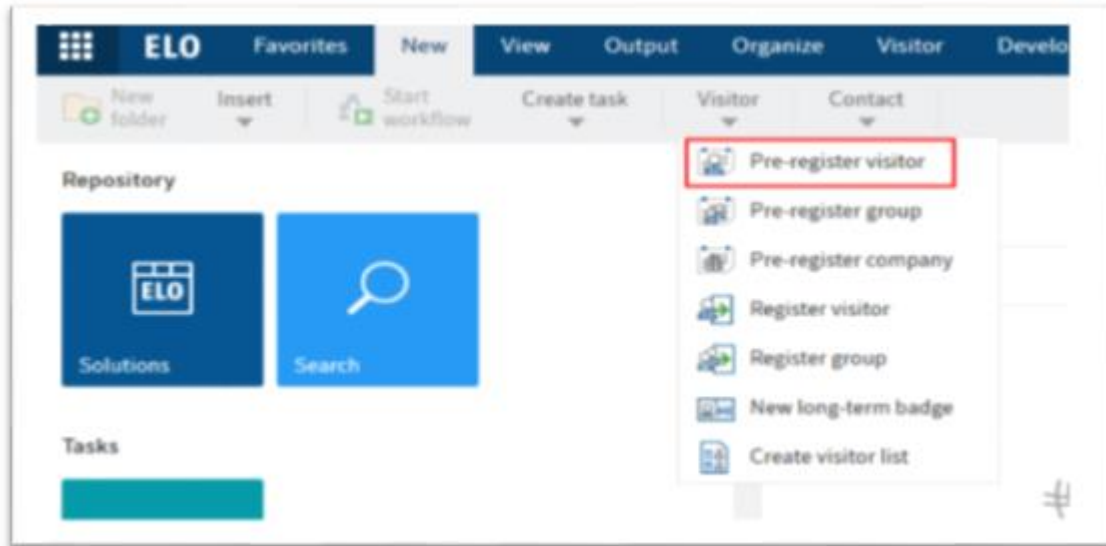 ELO Favorites New View Output Organize Visitor Develo
New folder Insert Start workflow Create task Visitor Contact
Pre-register visitor
Repository
Pre-register group
Pre-register company
ELO
Register visitor
Solutions Search
Register group
New long-term badge
Tasks
Create visitor list